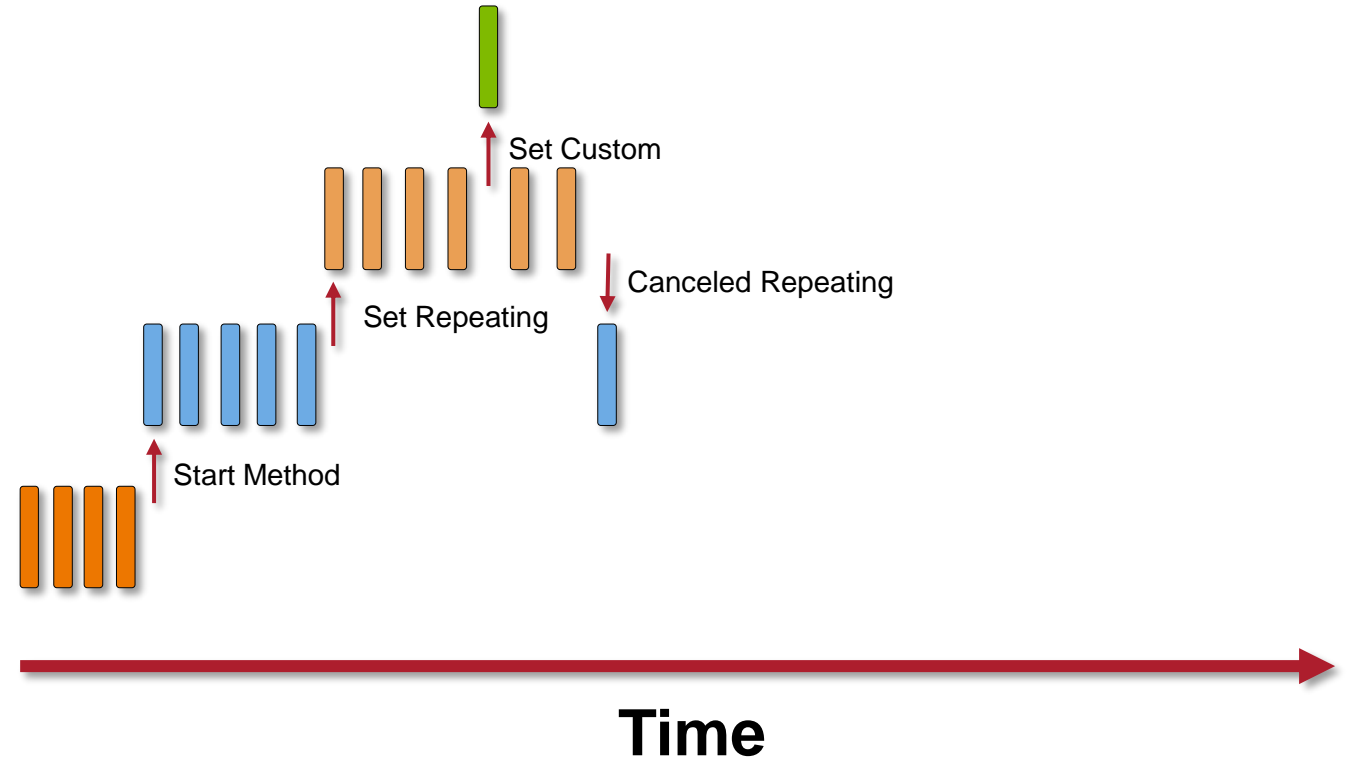 Set Custom
Canceled Repeating
Set Repeating
Start Method
Time